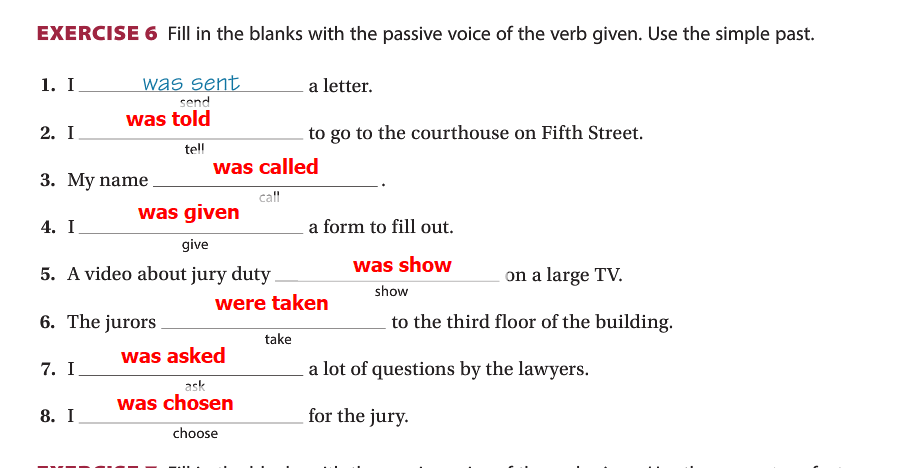 EXERCISE 6 Fill in the blanks with the passive voice of the verb given. Use the simple past.
1. I was sent a letter.
send
2. I was told to go to the courthouse on Fifth Street.
tell
3. My name was called .
call
4. I was given a form to fill out.
give
5. A video about jury duty was show on a large TV.
show
6. The jurors were taken to the third floor of the building.
take
7. I was asked a lot of questions by the lawyers.
ask
8. I was chosen for the jury.
choose